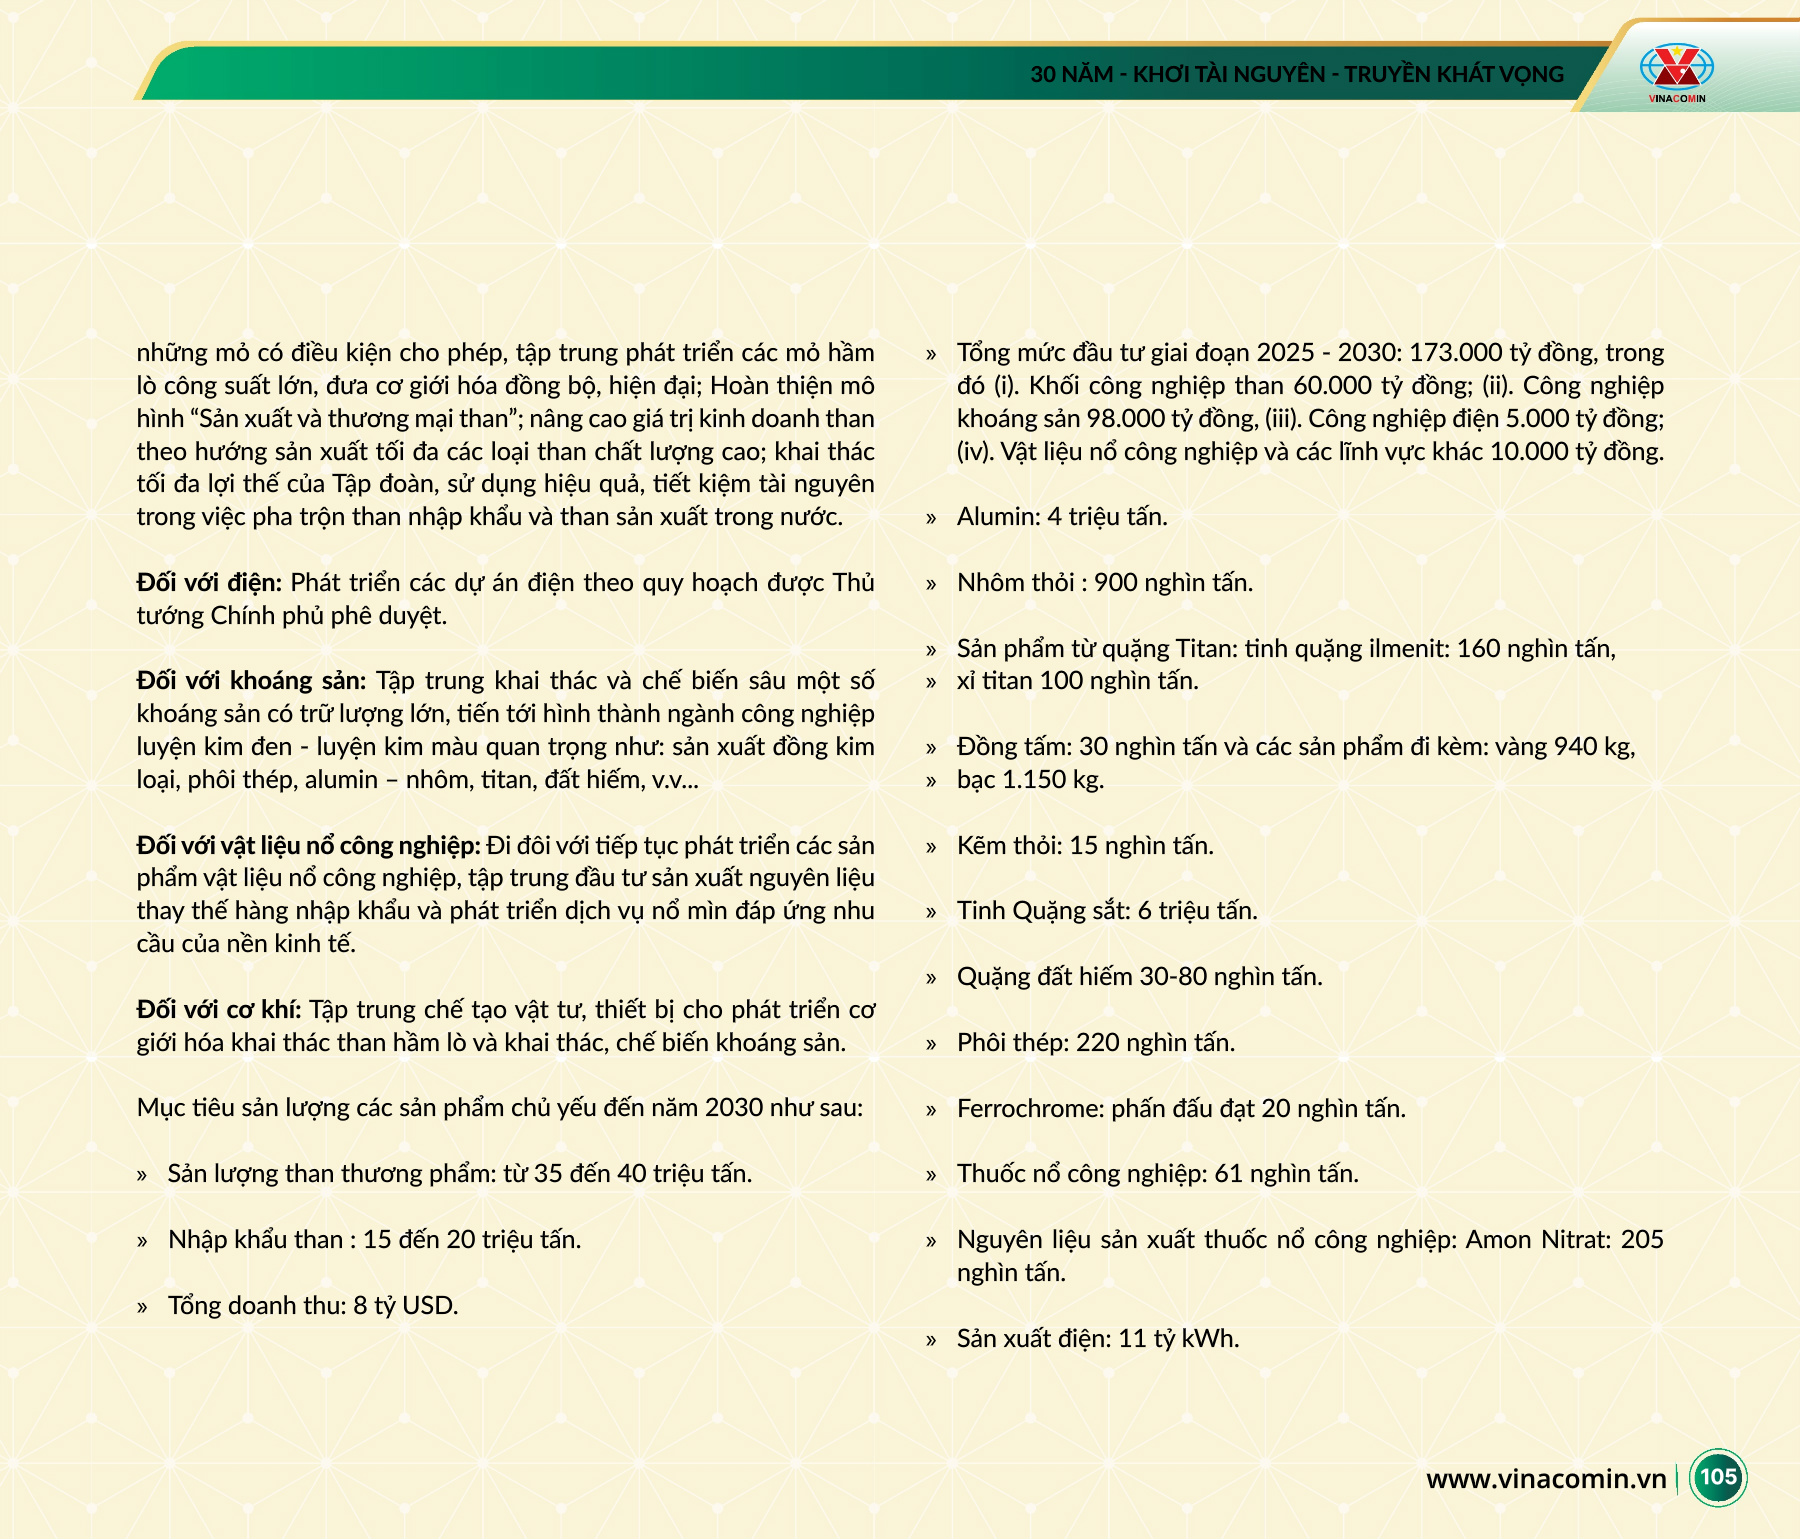 30 NĂM - KHƠI TÀI NGUYÊN - TRUYỀN KHÁT VỌNG
VINACOMIN
những mỏ có điều kiện cho phép, tập trung phát triển các mỏ hầm
lò công suất lớn, đưa cơ giới hóa đồng bộ, hiện đại; Hoàn thiện mô
hình “Sản xuất và thương mại than”; nâng cao giá trị kinh doanh than
theo hướng sản xuất tối đa các loại than chất lượng cao; khai thác
tối đa lợi thế của Tập đoàn, sử dụng hiệu quả, tiết kiệm tài nguyên
trong việc pha trộn than nhập khẩu và than sản xuất trong nước.
Đối với điện: Phát triển các dự án điện theo quy hoạch được Thủ
tướng Chính phủ phê duyệt.
Đối với khoáng sản: Tập trung khai thác và chế biến sâu một số
khoáng sản có trữ lượng lớn, tiến tới hình thành ngành công nghiệp
luyện kim đen - luyện kim màu quan trọng như: sản xuất đồng kim
loại, phôi thép, alumin – nhôm, titan, đất hiếm, v.v...
Đối với vật liệu nổ công nghiệp: Đi đôi với tiếp tục phát triển các sản
phẩm vật liệu nổ công nghiệp, tập trung đầu tư sản xuất nguyên liệu
thay thế hàng nhập khẩu và phát triển dịch vụ nổ mìn đáp ứng nhu
cầu của nền kinh tế.
Đối với cơ khí: Tập trung chế tạo vật tư, thiết bị cho phát triển cơ
giới hóa khai thác than hầm lò và khai thác, chế biến khoáng sản.
Mục tiêu sản lượng các sản phẩm chủ yếu đến năm 2030 như sau:
» Sản lượng than thương phẩm: từ 35 đến 40 triệu tấn.
» Nhập khẩu than : 15 đến 20 triệu tấn.
» Tổng doanh thu: 8 tỷ USD.
» Tổng mức đầu tư giai đoạn 2025 - 2030: 173.000 tỷ đồng, trong
đó (i). Khối công nghiệp than 60.000 tỷ đồng; (ii). Công nghiệp
khoáng sản 98.000 tỷ đồng, (iii). Công nghiệp điện 5.000 tỷ đồng;
(iv). Vật liệu nổ công nghiệp và các lĩnh vực khác 10.000 tỷ đồng.
» Alumin: 4 triệu tấn.
» Nhôm thỏi : 900 nghìn tấn.
» Sản phẩm từ quặng Titan: tinh quặng ilmenit: 160 nghìn tấn,
» xỉ titan 100 nghìn tấn.
» Đồng tấm: 30 nghìn tấn và các sản phẩm đi kèm: vàng 940 kg,
» bạc 1.150 kg.
» Kẽm thỏi: 15 nghìn tấn.
» Tinh Quặng sắt: 6 triệu tấn.
» Quặng đất hiếm 30-80 nghìn tấn.
» Phôi thép: 220 nghìn tấn.
» Ferrochrome: phấn đấu đạt 20 nghìn tấn.
» Thuốc nổ công nghiệp: 61 nghìn tấn.
» Nguyên liệu sản xuất thuốc nổ công nghiệp: Amon Nitrat: 205
nghìn tấn.
» Sản xuất điện: 11 tỷ kWh.
www.vinacomin.vn
105